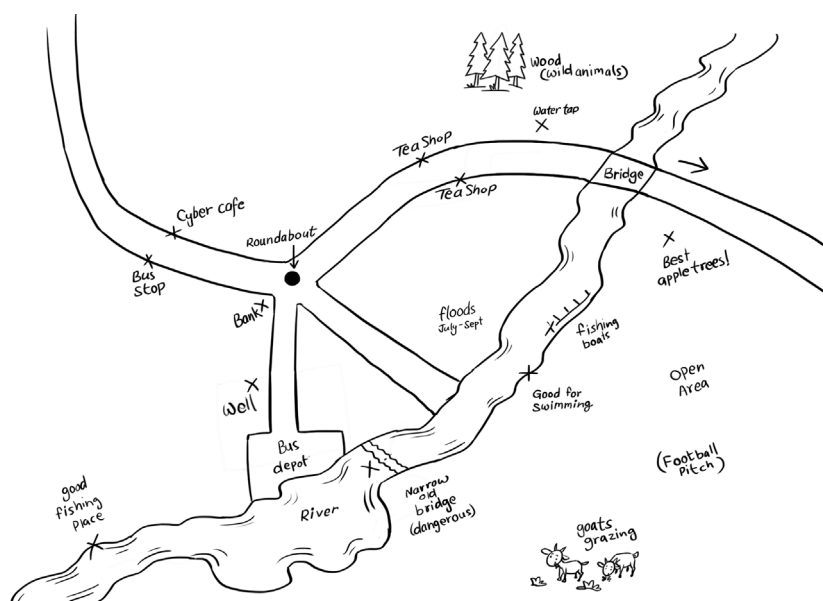 Wood
(wild animals)
Water tap
Tea Shop
Tea Shop
Bridge
Cyber cafe
Roundabout
Bus
Stop
Best
apple trees!
Bank
floods
July-Sept
fishing
boats
Well
Good for
Swimming
Open
Area
Bus
depot
(Football
Pitch)
good
fishing
place
River
Narrow
old
bridge
(dangerous)
goats
grazing